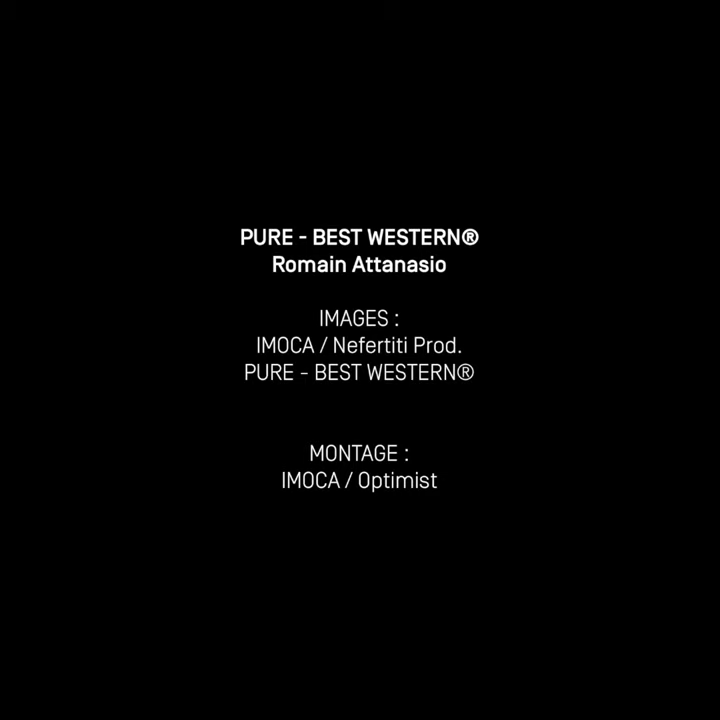 PURE - BEST WESTERN®
Romain Attanasio
IMAGES :
IMOCA / Nefertiti Prod.
PURE - BEST WESTERN®
MONTAGE :
IMOCA / Optimist